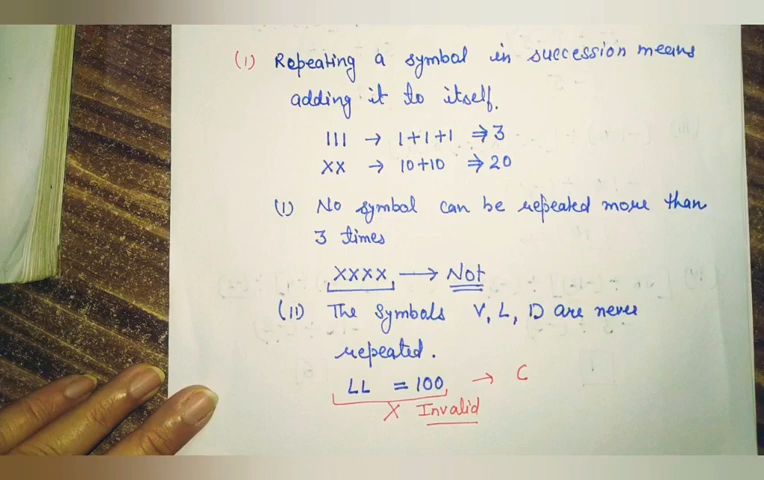 (1) Repeating a symbol in succession means
adding it to itself.
III → 1+1+1 ⇒ 3
XX → 10+10 ⇒ 20
(I) No symbol can be repeated more than
3 times
XXXX → Not
(II) The symbols V, L, D are never
repeated.
LL = 100 → C
X Invalid